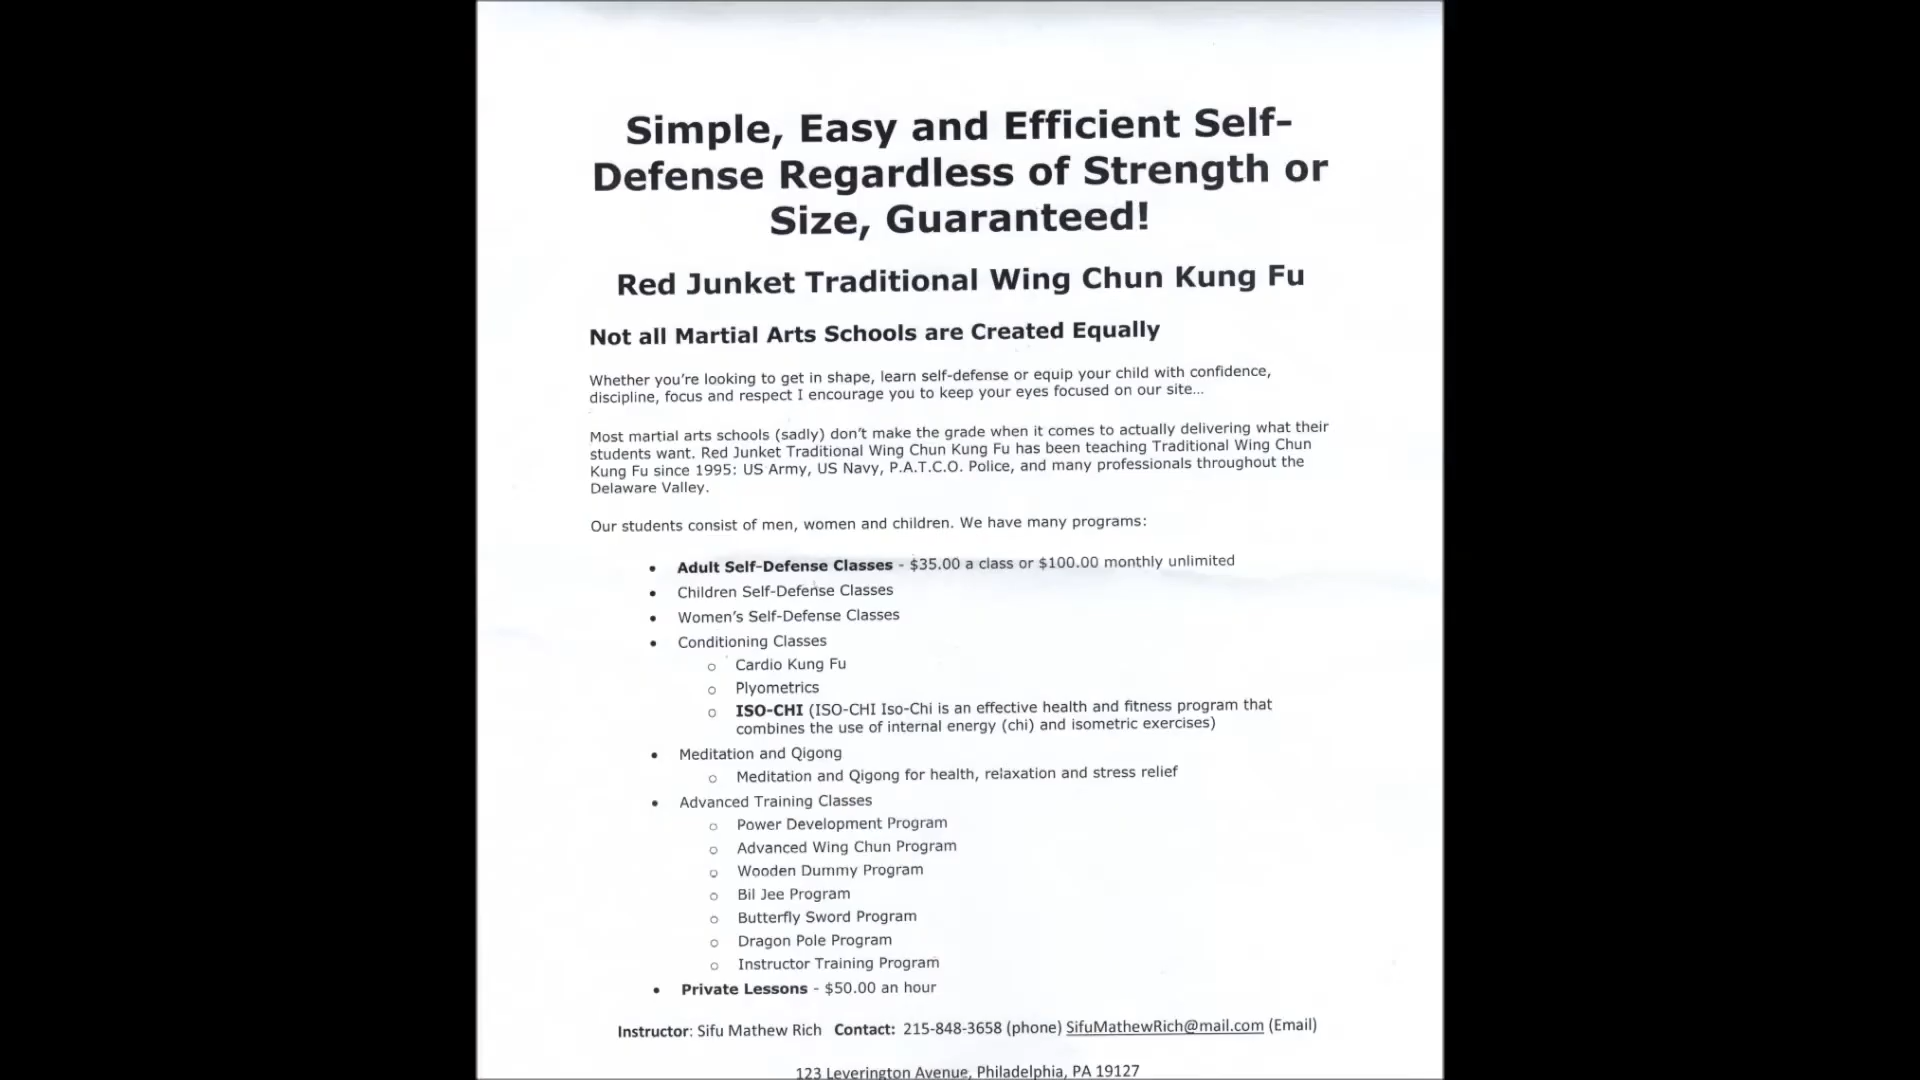 Simple, Easy and Efficient Self-
Defense Regardless of Strength or
Size, Guaranteed!
Red Junket Traditional Wing Chun Kung Fu
Not all Martial Arts Schools are Created Equally
Whether you're looking to get in shape, learn self-defense or equip your child with confidence,
discipline, focus and respect I encourage you to keep your eyes focused on our site...
Most martial arts schools (sadly) don't make the grade when it comes to actually delivering what their
students want. Red Junket Traditional Wing Chun Kung Fu has been teaching Traditional Wing Chun
Kung Fu since 1995: US Army, US Navy, P.A.T.C.O. Police, and many professionals throughout the
Delaware Valley.
Our students consist of men, women and children. We have many programs:
• Adult Self-Defense Classes - $35.00 a class or $100.00 monthly unlimited
• Children Self-Defense Classes
• Women's Self-Defense Classes
• Conditioning Classes
o Cardio Kung Fu
o Plyometrics
o ISO-CHI (ISO-CHI Iso-Chi is an effective health and fitness program that
combines the use of internal energy (chi) and isometric exercises)
• Meditation and Qigong
o Meditation and Qigong for health, relaxation and stress relief
• Advanced Training Classes
o Power Development Program
o Advanced Wing Chun Program
o Wooden Dummy Program
o Bil Jee Program
o Butterfly Sword Program
o Dragon Pole Program
o Instructor Training Program
• Private Lessons - $50.00 an hour
Instructor: Sifu Mathew Rich Contact: 215-848-3658 (phone) SifuMathewRich@mail.com (Email)
123 Leverington Avenue, Philadelphia, PA 19127